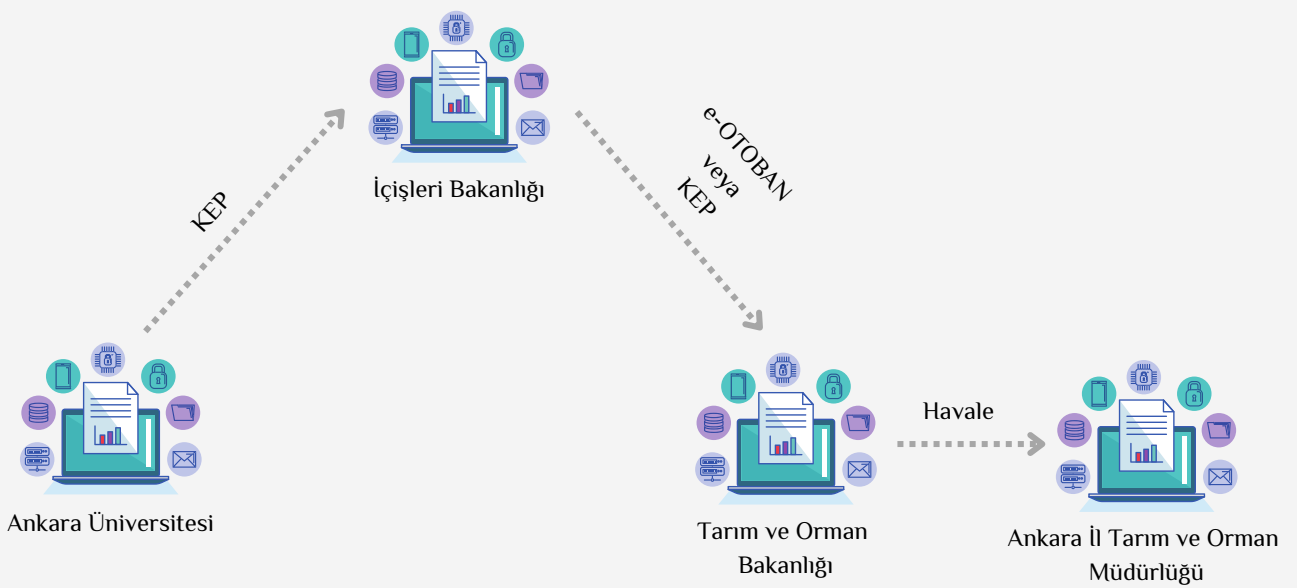 İçişleri Bakanlığı
KEP
e-OTOBAN
veya
KEP
Ankara Üniversitesi
Tarım ve Orman
Bakanlığı
Havale
Ankara İl Tarım ve Orman
Müdürlüğü